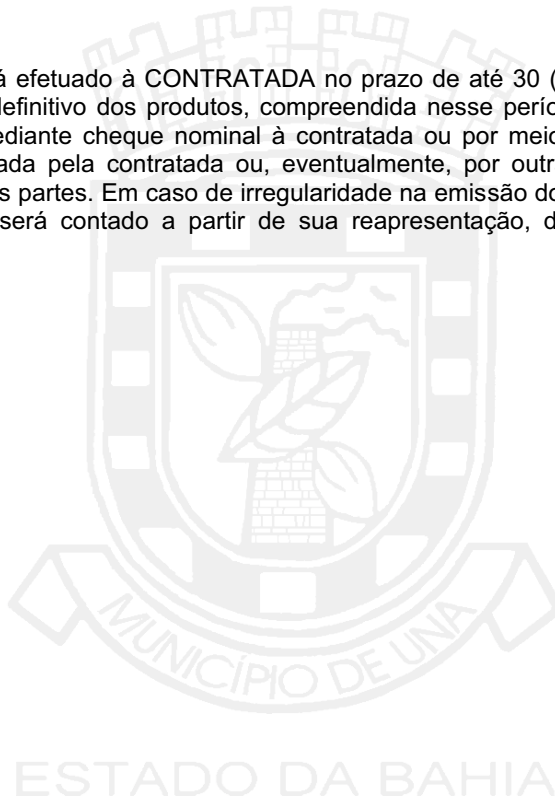 á efetuado à CONTRATADA no prazo de até 30 (
definitivo dos produtos, compreendida nesse perío
ediante cheque nominal à contratada ou por meio
ada pela contratada ou, eventualmente, por outr
s partes. Em caso de irregularidade na emissão do
será contado a partir de sua reapresentação, d
MUNICÍPIO DE UNA
ESTADO DA BAHIA